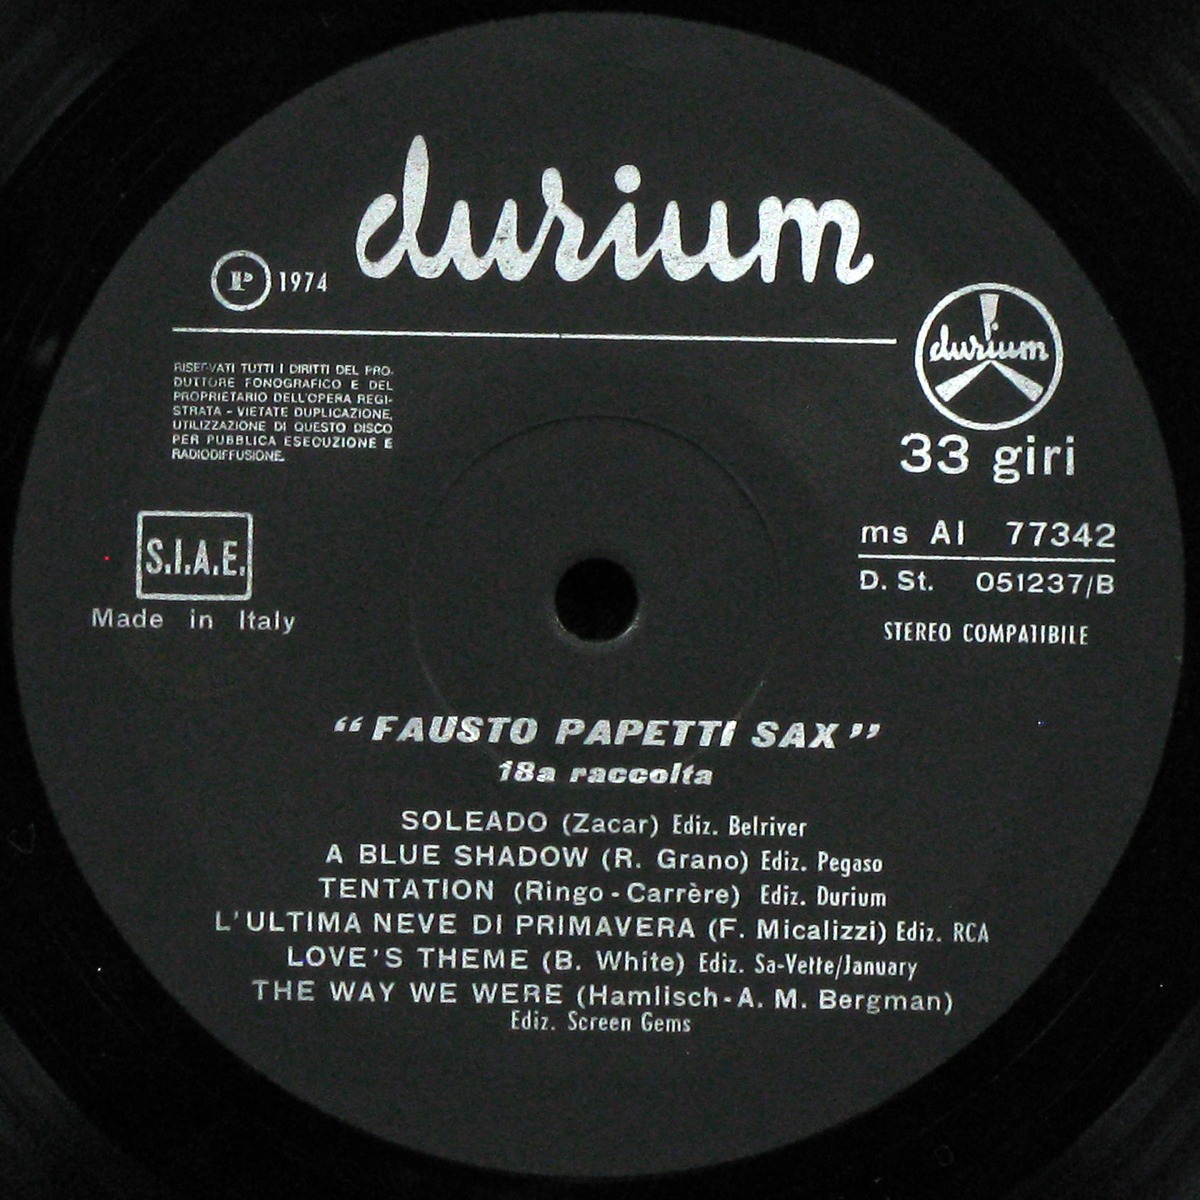 durium
P 1974
durium
RISERVATI TUTTI I DIRITTI DEL PRO-
DUTTORE FONOGRAFICO E DEL
PROPRIETARIO DELL'OPERA REGI-
STRATA - VIETATE DUPLICAZIONE,
UTILIZZAZIONE DI QUESTO DISCO
PER PUBBLICA ESECUZIONE E
RADIODIFFUSIONE.
33 giri
S.I.A.E.
Made in Italy
ms AI 77342
D. St. 051237/B
STEREO COMPATIBILE
“FAUSTO PAPETTI SAX”
18a raccolta
SOLEADO (Zacar) Ediz. Belriver
A BLUE SHADOW (R. Grano) Ediz. Pegaso
TENTATION (Ringo - Carrère) Ediz. Durium
L'ULTIMA NEVE DI PRIMAVERA (F. Micalizzi) Ediz. RCA
LOVE'S THEME (B. White) Ediz. Sa-Vette/January
THE WAY WE WERE (Hamlisch - A. M. Bergman)
Ediz. Screen Gems